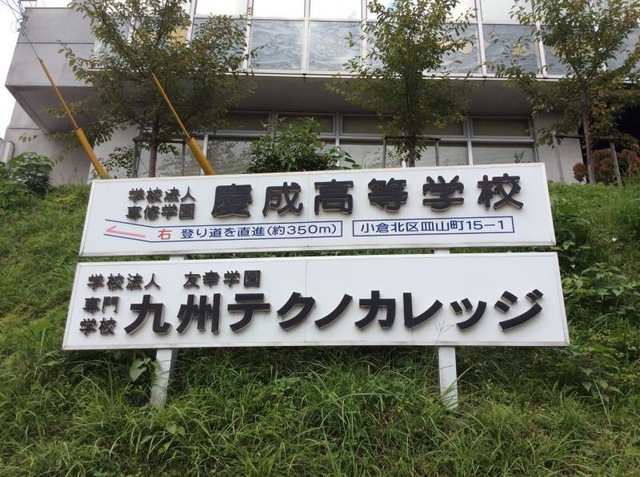 学校法人
専修学園 慶成高等学校
右 登り道を直進(約350m) 小倉北区皿山町15-1
学校法人 友幸学園
専門
学校 九州テクノカレッジ